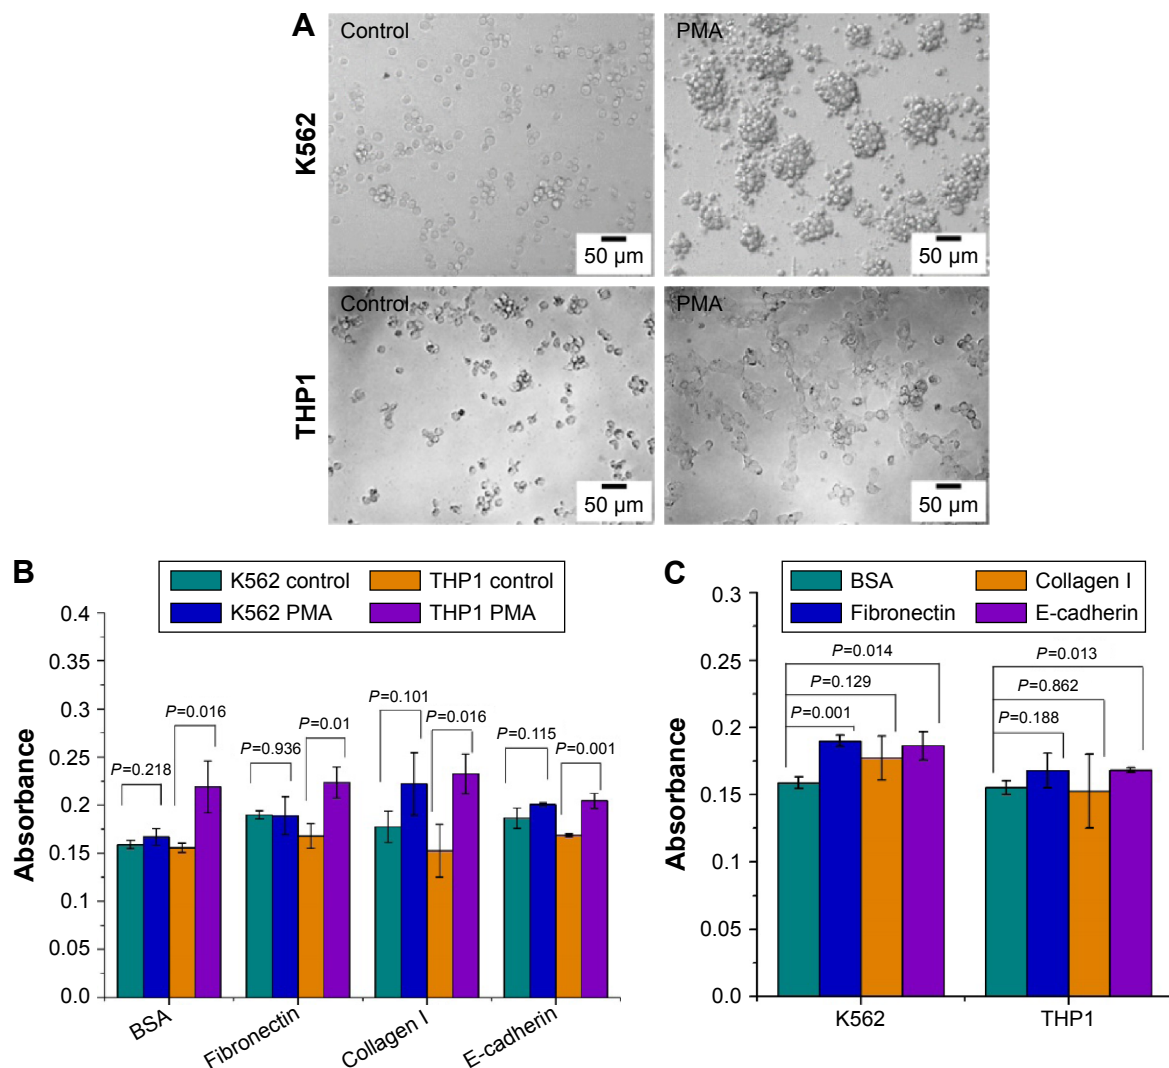 A
Control
PMA
K562
50 µm
50 µm
Control
PMA
THP1
50 µm
50 µm
B
K562 control
THP1 control
K562 PMA
THP1 PMA
0.4
0.35
0.3
0.25
0.2
0.15
0.1
0.05
0.0
Absorbance
P=0.218
P=0.016
P=0.936
P=0.01
P=0.101
P=0.016
P=0.115
P=0.001
BSA
Fibronectin
Collagen I
E-cadherin
C
BSA
Collagen I
Fibronectin
E-cadherin
0.3
0.25
0.20
0.15
0.1
0.05
0.0
Absorbance
P=0.014
P=0.129
P=0.001
P=0.013
P=0.862
P=0.188
K562
THP1